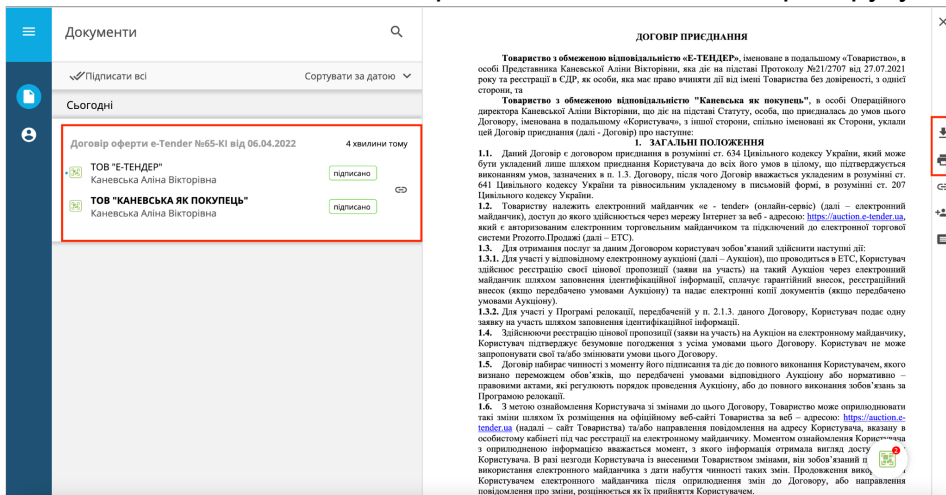 Документи
Підписати всі
Сортувати за датою
Сьогодні
Договір оферти e-Tender №65-КІ від 06.04.2022
4 хвилини тому
ТОВ "Е-ТЕНДЕР"
Каневська Аліна Вікторівна
підписано
ТОВ "КАНЕВСЬКА ЯК ПОКУПЕЦЬ"
Каневська Аліна Вікторівна
підписано
ДОГОВІР ПРИЄДНАННЯ
Товариство з обмеженою відповідальністю «Е-ТЕНДЕР», іменоване в подальшому «Товариство», в
особі Представника Каневської Аліни Вікторівни, яка діє на підставі Протоколу №21/2707 від 27.07.2021
року та реєстрації в ЄДР, як особи, яка має право вчиняти дії від імені Товариства без довіреності, з однієї
сторони, та
Товариство з обмеженою відповідальністю "Каневська як покупець", в особі Операційного
директора Каневської Аліни Вікторівни, що діє на підставі Статуту, особа, що приєдналась до умов цього
Договору, іменована в подальшому «Користувач», з іншої сторони, спільно іменовані як Сторони, уклали
цей Договір приєднання (далі - Договір) про наступне:
1. ЗАГАЛЬНІ ПОЛОЖЕННЯ
1.1. Даний Договір є договором приєднання в розумінні ст. 634 Цивільного кодексу України, який може
бути укладений лише шляхом приєднання Користувача до всіх його умов в цілому, що підтверджується
виконанням умов, зазначених в п. 1.3. Договору, після чого Договір вважається укладеним в розумінні ст.
641 Цивільного кодексу України та рівносильним укладеному в письмовій формі, в розумінні ст. 207
Цивільного кодексу України.
1.2. Товариству належить електронний майданчик «e - tender» (онлайн-сервіс) (далі – електронний
майданчик), доступ до якого здійснюється через мережу Інтернет за веб - адресою: https://auction.e-tender.ua,
який є авторизованим електронним торговельним майданчиком та підключений до електронної торгової
системи Prozorro.Продажі (далі – ЕТС).
1.3. Для отримання послуг за даним Договором користувач зобов'язаний здійснити наступні дії:
1.3.1. Для участі у відповідному електронному аукціоні (далі – Аукціон), що проводиться в ЕТС, Користувач
здійснює реєстрацію своєї цінової пропозиції (заяви на участь) на такий Аукціон через електронний
майданчик шляхом заповнення ідентифікаційної інформації, сплачує гарантійний внесок, реєстраційний
внесок (якщо передбачено умовами Аукціону) та надає електронні копії документів (якщо передбачено
умовами Аукціону).
1.3.2. Для участі у Програмі релокації, передбаченій у п. 2.1.3. даного Договору, Користувач подає одну
заявку на участь шляхом заповнення ідентифікаційної інформації.
1.4. Здійснюючи реєстрацію цінової пропозиції (заяви на участь) на Аукціон на електронному майданчику,
Користувач підтверджує безумовне погодження з усіма умовами цього Договору. Користувач не може
запропонувати свої та/або змінювати умови цього Договору.
1.5. Договір набирає чинності з моменту його підписання та діє до повного виконання Користувачем, якого
визнано переможцем обов'язків, що передбачені умовами відповідного Аукціону або нормативно –
правовими актами, які регулюють порядок проведення Аукціону, або до повного виконання зобов'язань за
Програмою релокації.
1.6. З метою ознайомлення Користувача зі змінами до цього Договору, Товариство може оприлюднювати
такі зміни шляхом їх розміщення на офіційному веб-сайті Товариства за веб – адресою: https://auction.e-
tender.ua (надалі – сайт Товариства) та/або направлення повідомлення на адресу Користувача, вказану в
особистому кабінеті під час реєстрації на електронному майданчику. Моментом ознайомлення Користувача
з оприлюдненою інформацією вважається момент, з якого інформація отримала вигляд
Користувача. В разі незгоди Користувача із внесеними Товариством змінами, він зобов'язаний
використання електронного майданчика з дати набуття чинності таких змін. Продовження
Користувачем електронного майданчика після оприлюднення змін до Договору, або направлення
повідомлення про зміни, розцінюється як їх прийняття Користувачем.
2